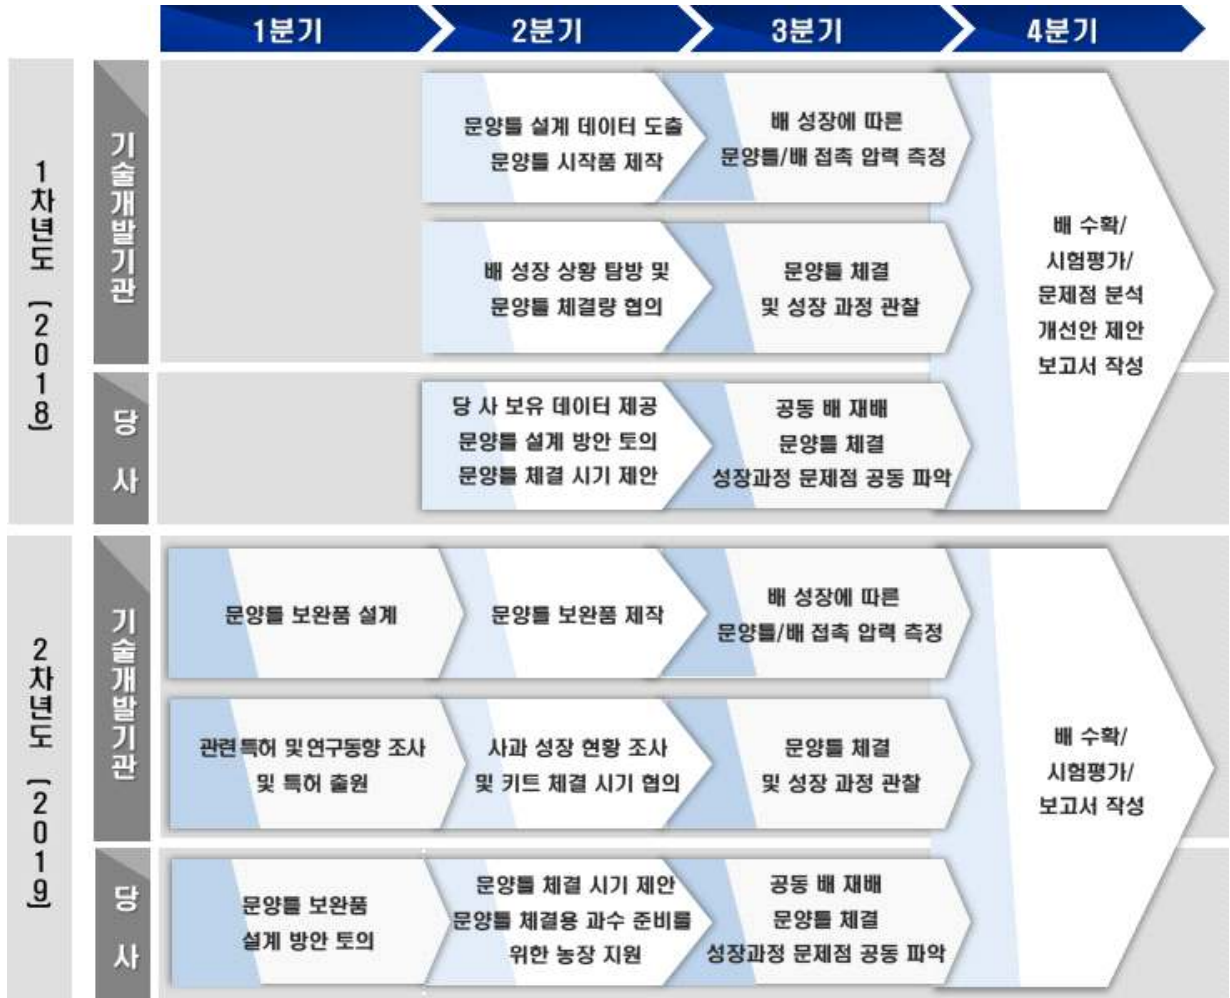 1분기
2분기
3분기
4분기
1차년도 (2018)
기술개발기관
문양틀 설계 데이터 도출
문양틀 시작품 제작
배 성장에 따른
문양틀/배 접촉 압력 측정
배 성장 상황 탐방 및
문양틀 체결량 협의
문양틀 체결
및 성장 과정 관찰
당사
당 사 보유 데이터 제공
문양틀 설계 방안 토의
문양틀 체결 시기 제안
공동 배 재배
문양틀 체결
성장과정 문제점 공동 파악
배 수확/
시험평가/
문제점 분석
개선안 제안
보고서 작성
2차년도 (2019)
기술개발기관
문양틀 보완품 설계
문양틀 보완품 제작
배 성장에 따른
문양틀/배 접촉 압력 측정
관련특허 및 연구동향 조사
및 특허 출원
사과 성장 현황 조사
및 키트 체결 시기 협의
문양틀 체결
및 성장 과정 관찰
당사
문양틀 보완품
설계 방안 토의
문양틀 체결 시기 제안
문양틀 체결용 과수 준비를
위한 농장 지원
공동 배 재배
문양틀 체결
성장과정 문제점 공동 파악
배 수확/
시험평가/
보고서 작성